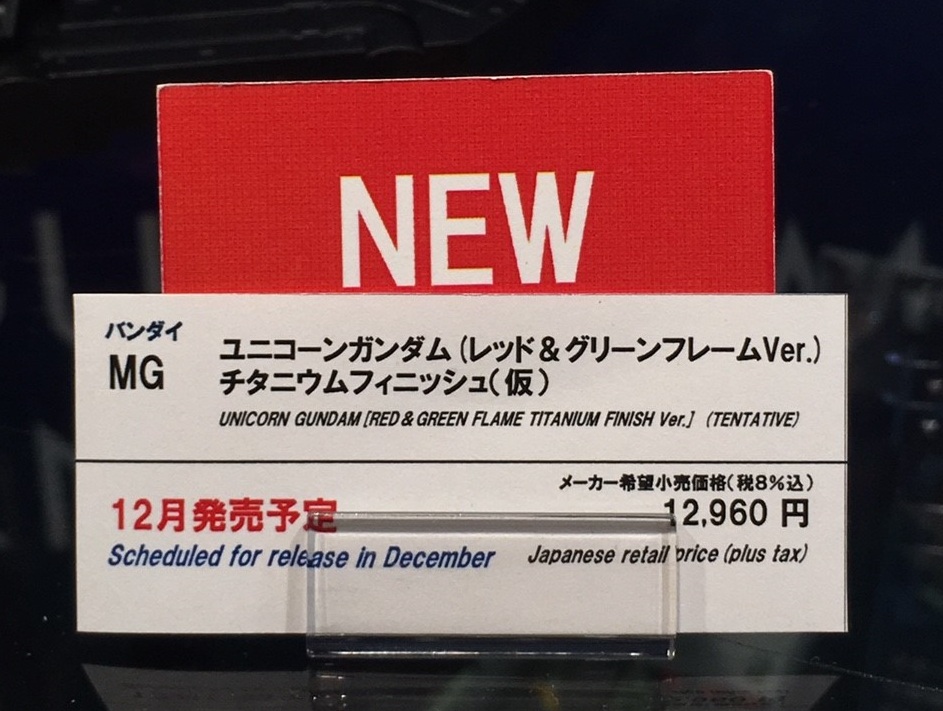 NEW
バンダイ
MG
ユニコーンガンダム(レッド&グリーンフレームVer.)
チタニウムフィニッシュ(仮)
UNICORN GUNDAM [RED & GREEN FLAME TITANIUM FINISH Ver.] (TENTATIVE)
メーカー希望小売価格(税8%込)
12月発売予定
12,960 円
Scheduled for release in December
Japanese retail price (plus tax)